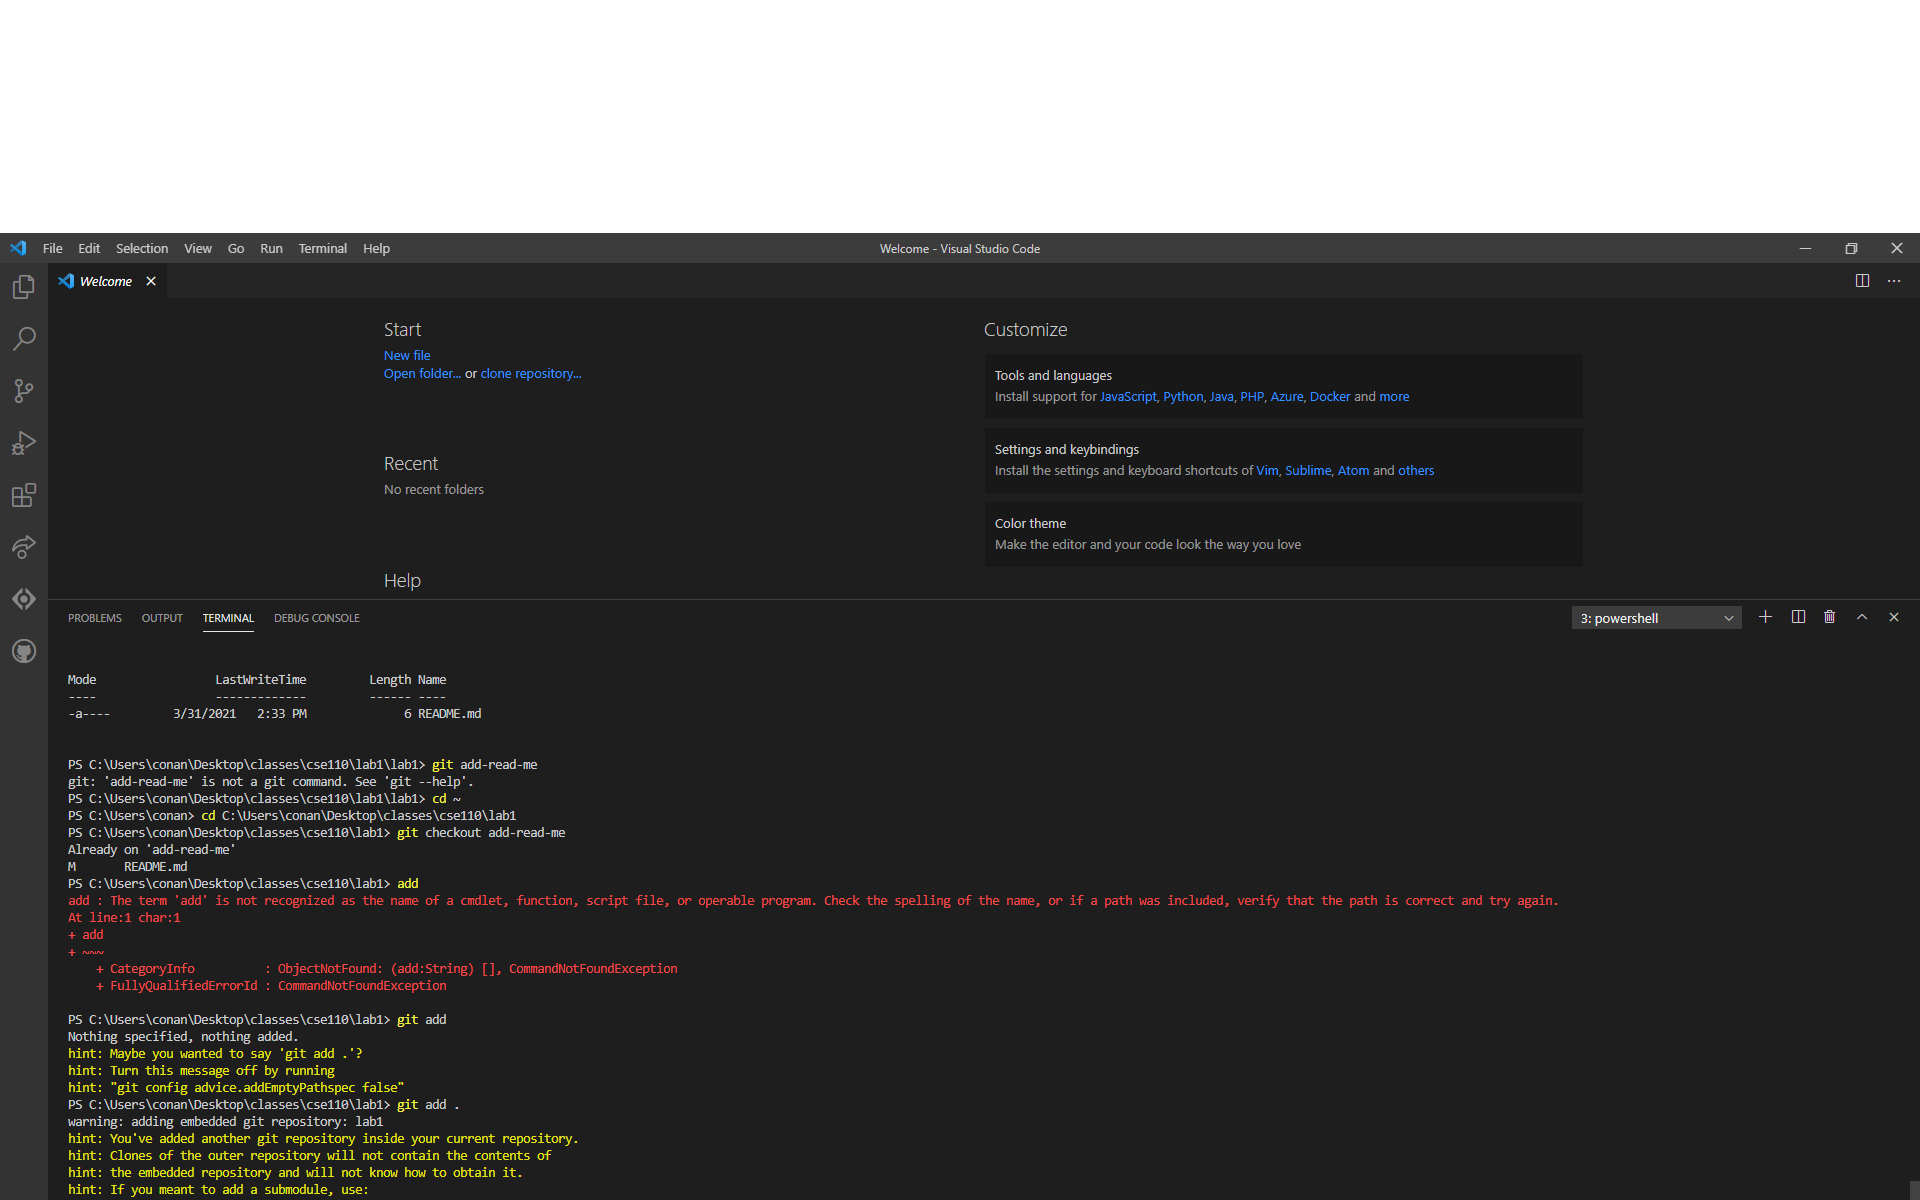 File Edit Selection View Go Run Terminal Help
Welcome - Visual Studio Code
Welcome
Start
New file
Open folder... or clone repository...
Recent
No recent folders
Help
Customize
Tools and languages
Install support for JavaScript, Python, Java, PHP, Azure, Docker and more
Settings and keybindings
Install the settings and keyboard shortcuts of Vim, Sublime, Atom and others
Color theme
Make the editor and your code look the way you love
PROBLEMS OUTPUT TERMINAL DEBUG CONSOLE
3: powershell
Mode                 LastWriteTime         Length Name
----                 -------------         ------ ----
-a----         3/31/2021   2:33 PM              6 README.md
PS C:\Users\conan\Desktop\classes\cse110\lab1\lab1> git add-read-me
git: 'add-read-me' is not a git command. See 'git --help'.
PS C:\Users\conan\Desktop\classes\cse110\lab1\lab1> cd ~
PS C:\Users\conan> cd C:\Users\conan\Desktop\classes\cse110\lab1
PS C:\Users\conan\Desktop\classes\cse110\lab1> git checkout add-read-me
Already on 'add-read-me'
M       README.md
PS C:\Users\conan\Desktop\classes\cse110\lab1> add
add : The term 'add' is not recognized as the name of a cmdlet, function, script file, or operable program. Check the spelling of the name, or if a path was included, verify that the path is correct and try again.
At line:1 char:1
+ add
+ ~~~
    + CategoryInfo          : ObjectNotFound: (add:String) [], CommandNotFoundException
    + FullyQualifiedErrorId : CommandNotFoundException
PS C:\Users\conan\Desktop\classes\cse110\lab1> git add
Nothing specified, nothing added.
hint: Maybe you wanted to say 'git add .'?
hint: Turn this message off by running
hint: "git config advice.addEmptyPathspec false"
PS C:\Users\conan\Desktop\classes\cse110\lab1> git add .
warning: adding embedded git repository: lab1
hint: You've added another git repository inside your current repository.
hint: Clones of the outer repository will not contain the contents of
hint: the embedded repository and will not know how to obtain it.
hint: If you meant to add a submodule, use: